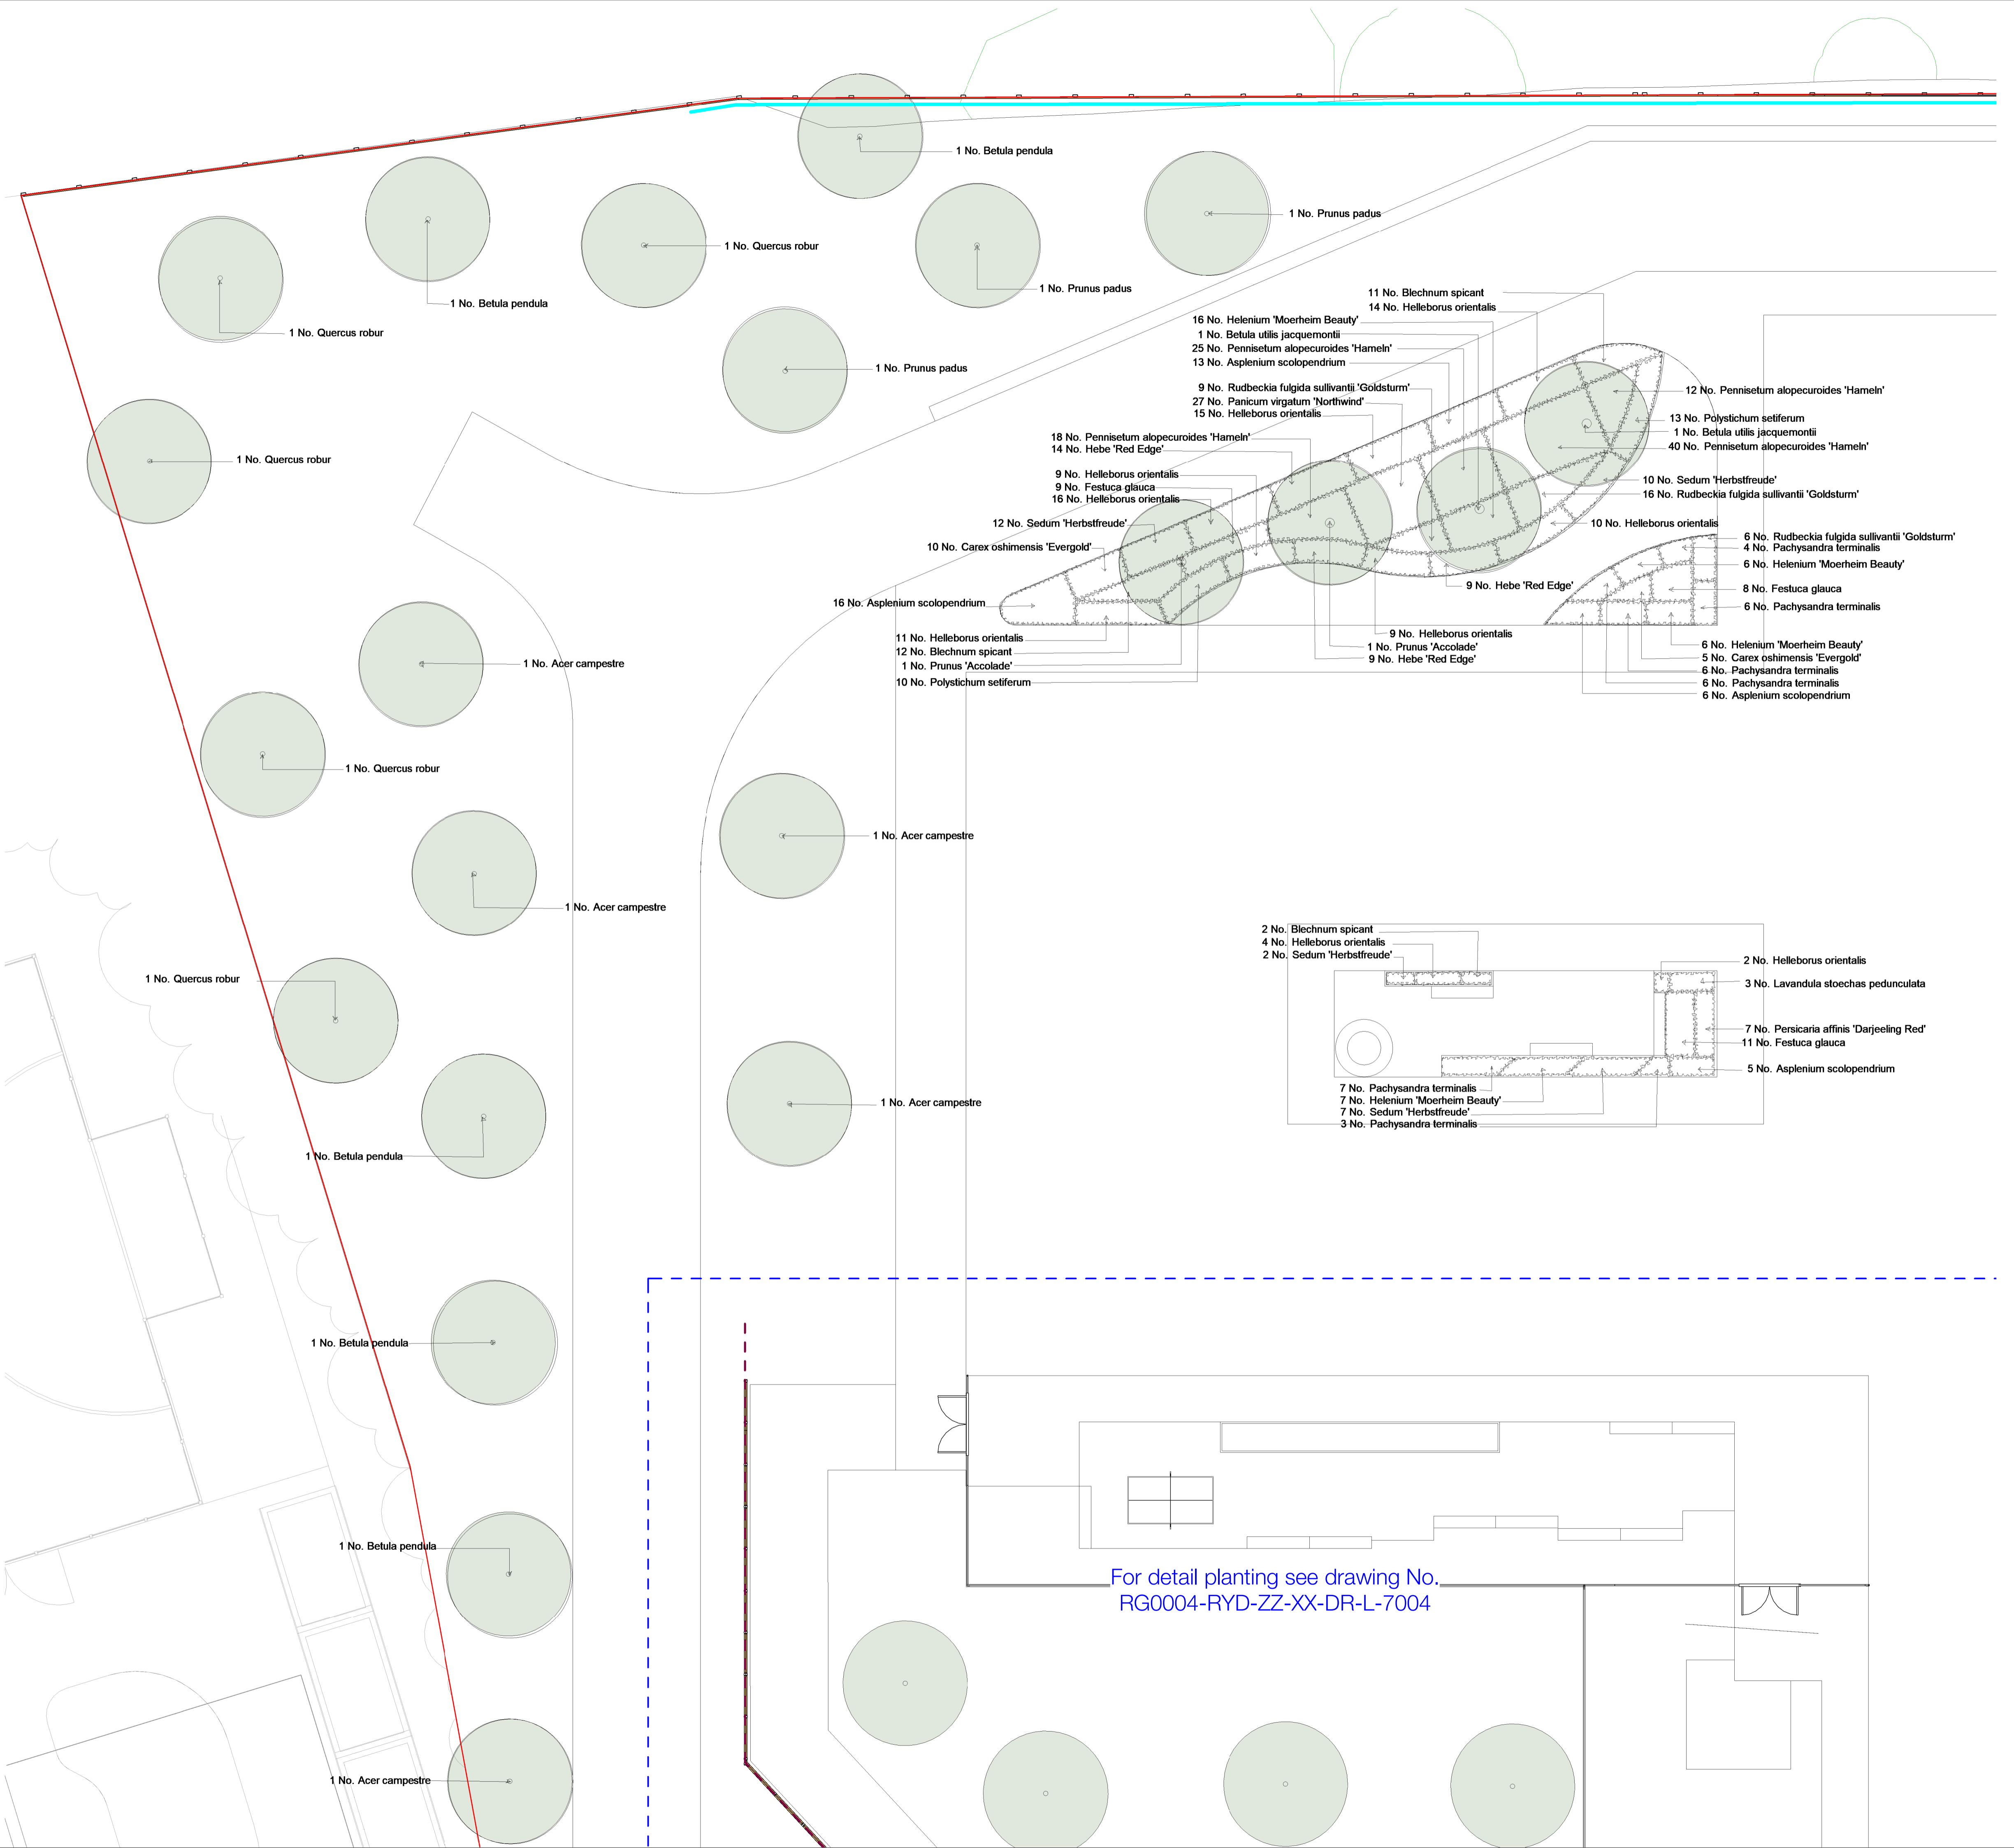 1 No. Betula pendula
1 No. Prunus padus
1 No. Quercus robur
1 No. Prunus padus
1 No. Betula pendula
1 No. Quercus robur
1 No. Prunus padus
1 No. Quercus robur
11 No. Blechnum spicant
14 No. Helleborus orientalis
16 No. Helenium 'Moerheim Beauty'
1 No. Betula utilis jacquemontii
25 No. Pennisetum alopecuroides 'Hameln'
13 No. Asplenium scolopendrium
9 No. Rudbeckia fulgida sullivantii 'Goldsturm'
27 No. Panicum virgatum 'Northwind'
15 No. Helleborus orientalis
18 No. Pennisetum alopecuroides 'Hameln'
14 No. Hebe 'Red Edge'
9 No. Helleborus orientalis
9 No. Festuca glauca
16 No. Helleborus orientalis
12 No. Sedum 'Herbstfreude'
10 No. Carex oshimensis 'Evergold'
16 No. Asplenium scolopendrium
11 No. Helleborus orientalis
12 No. Blechnum spicant
1 No. Prunus 'Accolade'
10 No. Polystichum setiferum
12 No. Pennisetum alopecuroides 'Hameln'
13 No. Polystichum setiferum
1 No. Betula utilis jacquemontii
40 No. Pennisetum alopecuroides 'Hameln'
10 No. Sedum 'Herbstfreude'
16 No. Rudbeckia fulgida sullivantii 'Goldsturm'
10 No. Helleborus orientalis
9 No. Hebe 'Red Edge'
9 No. Helleborus orientalis
1 No. Prunus 'Accolade'
9 No. Hebe 'Red Edge'
6 No. Rudbeckia fulgida sullivantii 'Goldsturm'
4 No. Pachysandra terminalis
6 No. Helenium 'Moerheim Beauty'
8 No. Festuca glauca
6 No. Pachysandra terminalis
6 No. Helenium 'Moerheim Beauty'
5 No. Carex oshimensis 'Evergold'
6 No. Pachysandra terminalis
6 No. Pachysandra terminalis
6 No. Asplenium scolopendrium
1 No. Acer campestre
1 No. Quercus robur
1 No. Acer campestre
1 No. Acer campestre
1 No. Quercus robur
2 No. Blechnum spicant
4 No. Helleborus orientalis
2 No. Sedum 'Herbstfreude'
2 No. Helleborus orientalis
3 No. Lavandula stoechas pedunculata
7 No. Persicaria affinis 'Darjeeling Red'
11 No. Festuca glauca
5 No. Asplenium scolopendrium
7 No. Pachysandra terminalis
7 No. Helenium 'Moerheim Beauty'
7 No. Sedum 'Herbstfreude'
3 No. Pachysandra terminalis
1 No. Acer campestre
1 No. Betula pendula
1 No. Betula pendula
1 No. Betula pendula
For detail planting see drawing No.
RG0004-RYD-ZZ-XX-DR-L-7004
1 No. Acer campestre